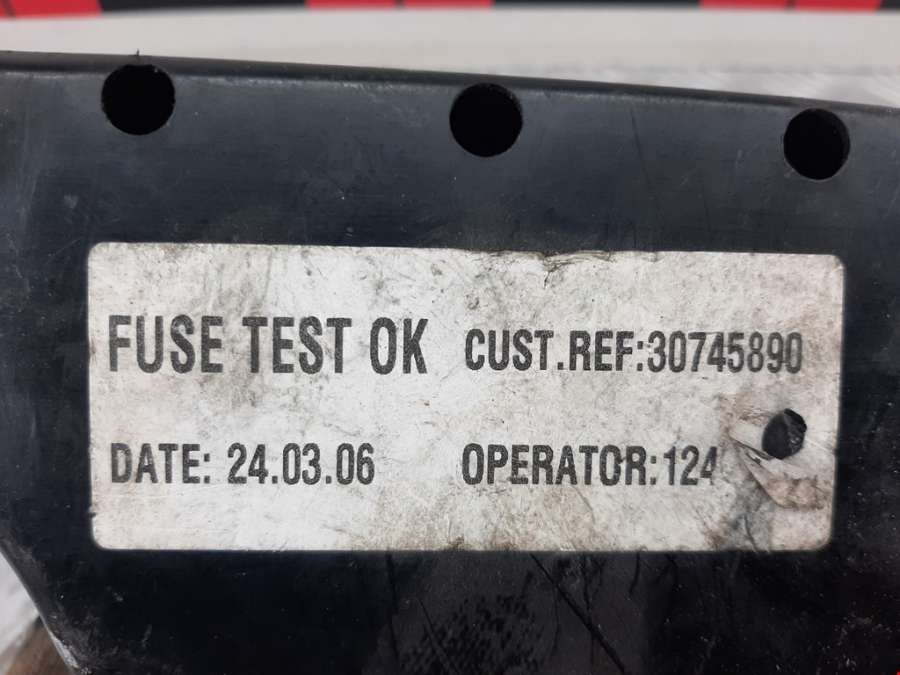 FUSE TEST OK CUST.REF:30745890
DATE: 24.03.06 OPERATOR:124